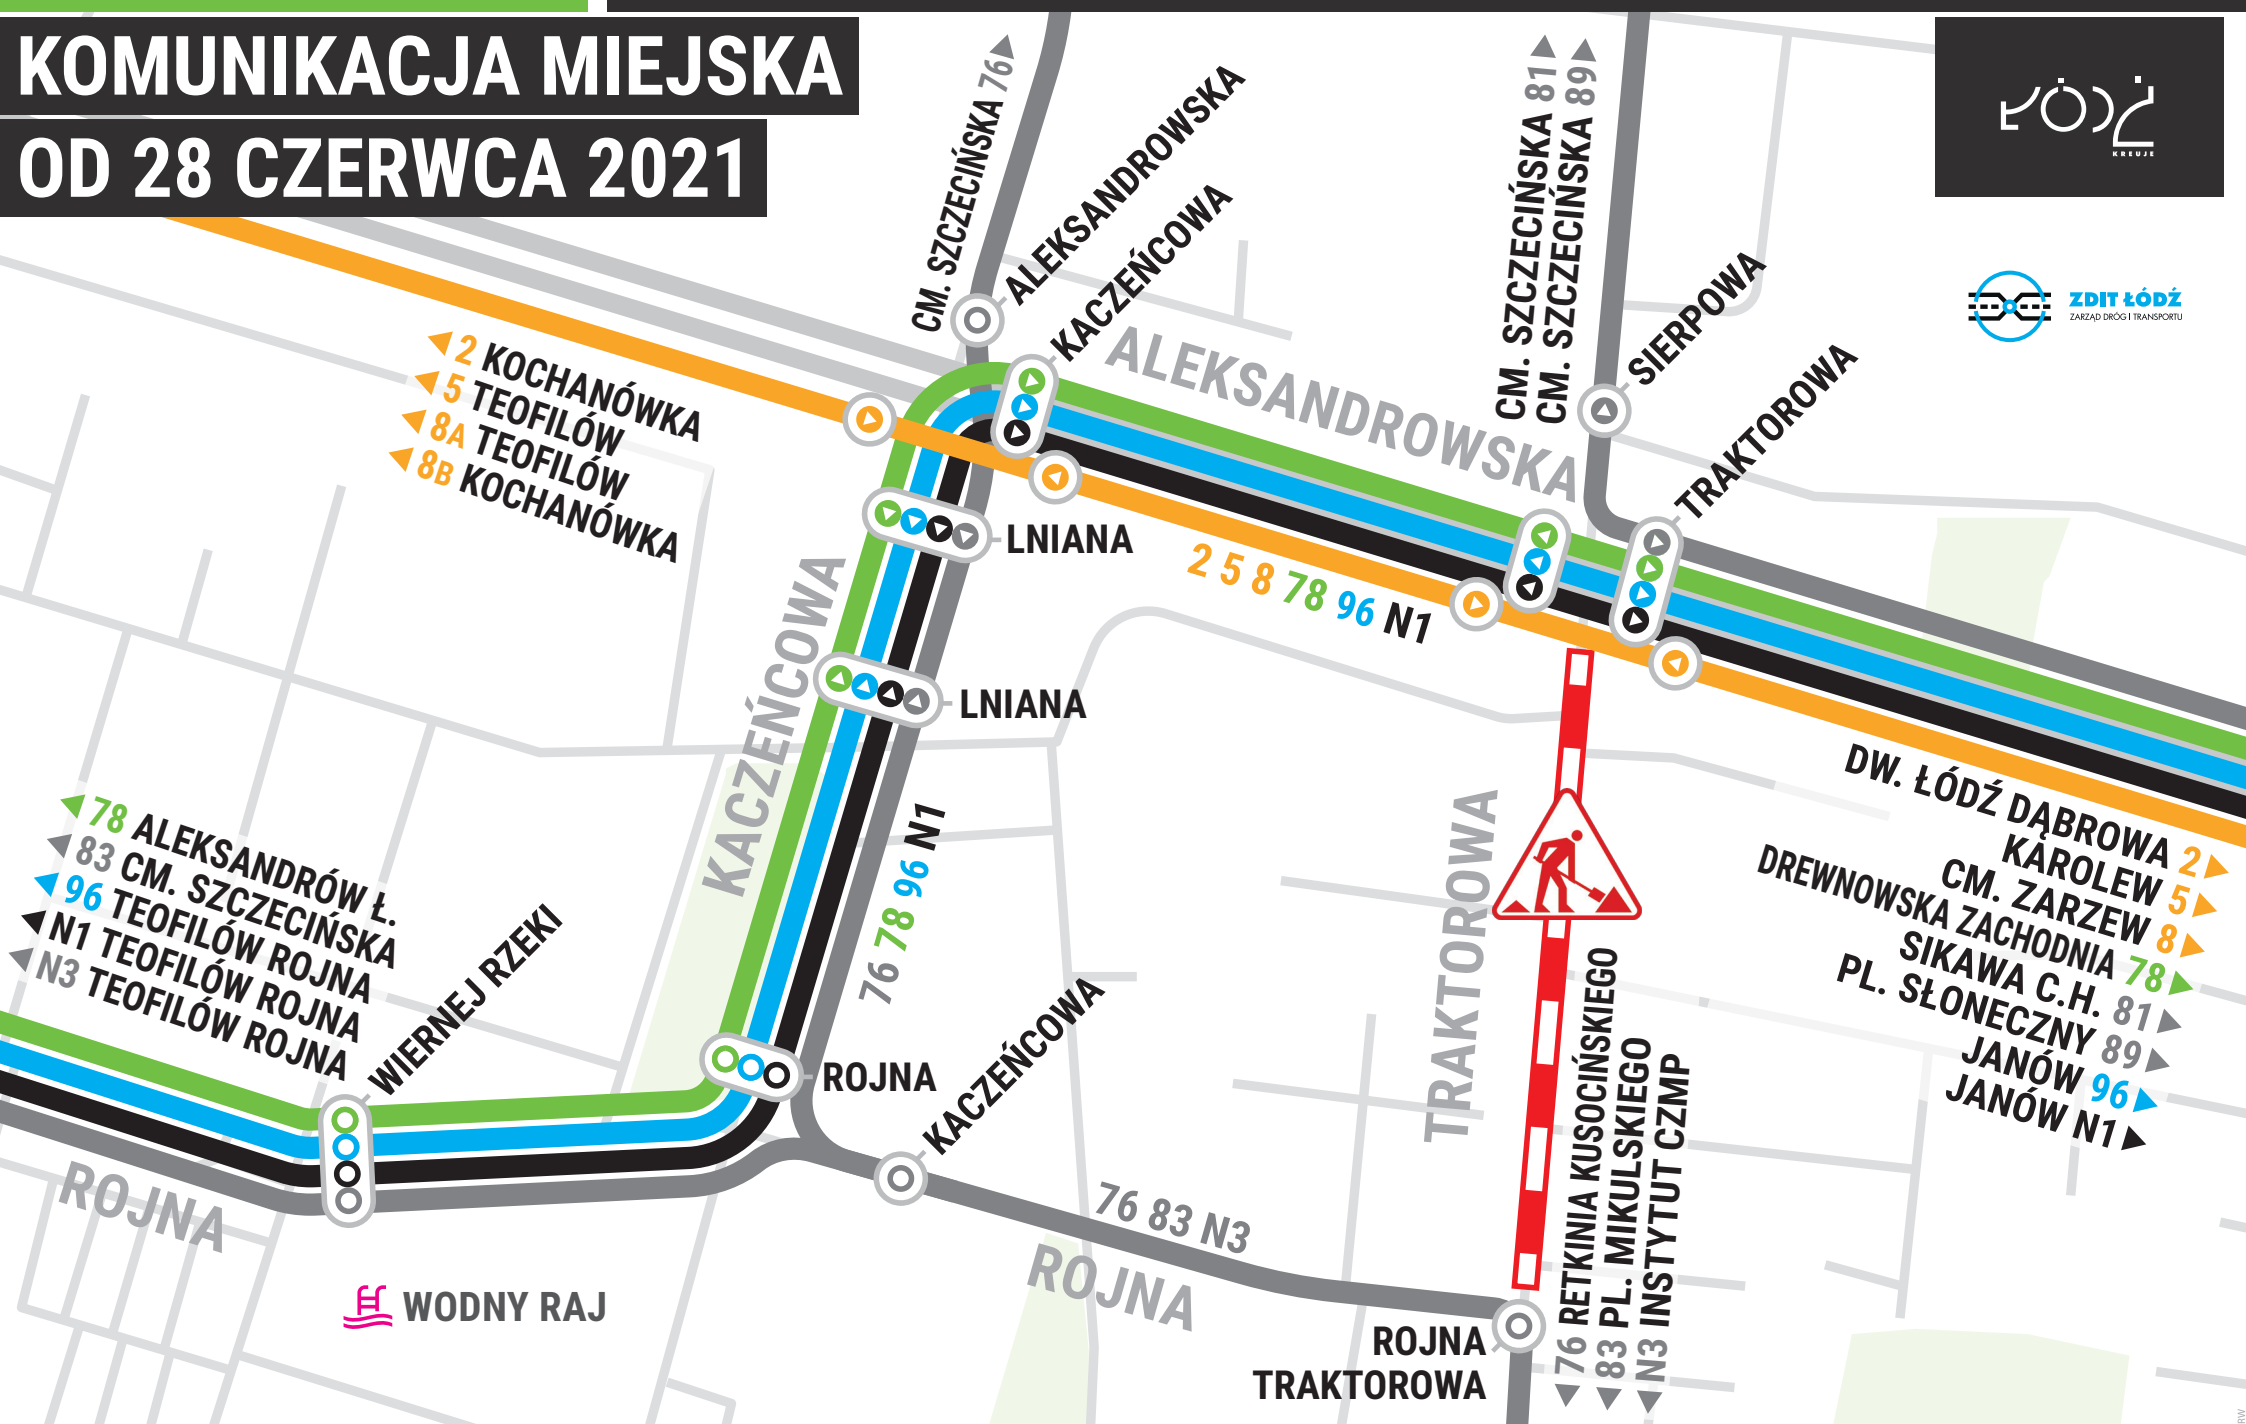 KOMUNIKACJA MIEJSKA
OD 28 CZERWCA 2021
KREUJE
ZDIT ŁÓDŹ
ZARZĄD DRÓG I TRANSPORTU
CM. SZCZECIŃSKA 76
ALEKSANDROWSKA
KACZEŃCOWA
CM. SZCZECIŃSKA 81
CM. SZCZECIŃSKA 89
SIERPOWA
TRAKTOROWA
ALEKSANDROWSKA
2 KOCHANÓWKA
5 TEOFILÓW
8A TEOFILÓW
8B KOCHANÓWKA
LNIANA
2 5 8 78 96 N1
KACZEŃCOWA
LNIANA
76 78 96 N1
78 ALEKSANDRÓW Ł.
83 CM. SZCZECIŃSKA
96 TEOFILÓW ROJNA
N1 TEOFILÓW ROJNA
N3 TEOFILÓW ROJNA
WIERNEJ RZEKI
ROJNA
KACZEŃCOWA
TRAKTOROWA
DW. ŁÓDŹ DĄBROWA 2
KAROLEW 5
CM. ZARZEW 8
DREWNOWSKA ZACHODNIA 78
SIKAWA C.H. 81
PL. SŁONECZNY 89
JANÓW 96
JANÓW N1
ROJNA
76 83 N3
ROJNA
WODNY RAJ
ROJNA
TRAKTOROWA
76 RETKINIA KUSOCIŃSKIEGO
83 PL. MIKULSKIEGO
N3 INSTYTUT CZMP
RW